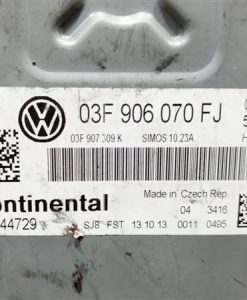 03F 906 070 FJ
03F 907 309 K SIMOS 10.23A
Made in Czech Rep
ontinental
04 3416
44729 SJ8 FST 13.10.13 0011 0495